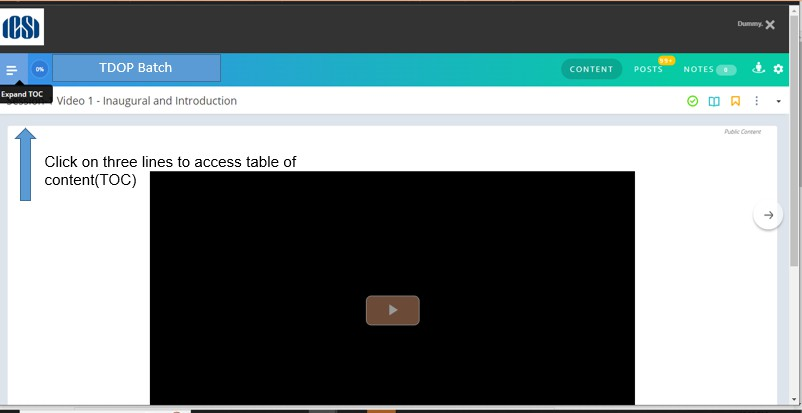 ICSI
Dummy,
0%
TDOP Batch
CONTENT
POSTS
99+
NOTES
0
Expand TOC
Video 1 - Inaugural and Introduction
Public Content
Click on three lines to access table of
content(TOC)